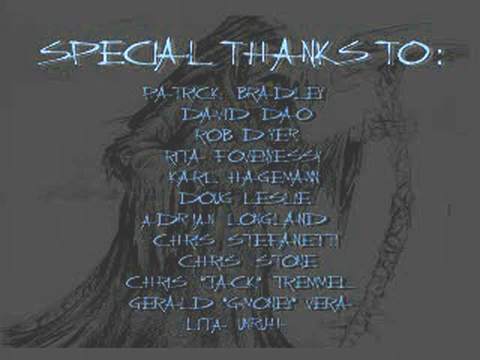 SPECIAL THANKS TO:
PATRICK BRADLEY
DAVID DAO
ROB DYER
RITA
KARL HAGEMANN
DOUG LESLIE
ADRIAN LONGLAND
CHRIS STEFANETTI
CHRIS STONE
CHRIS "JACK" TREMMEL
GERALD "GMONEY" VERA
LITA UNRUH